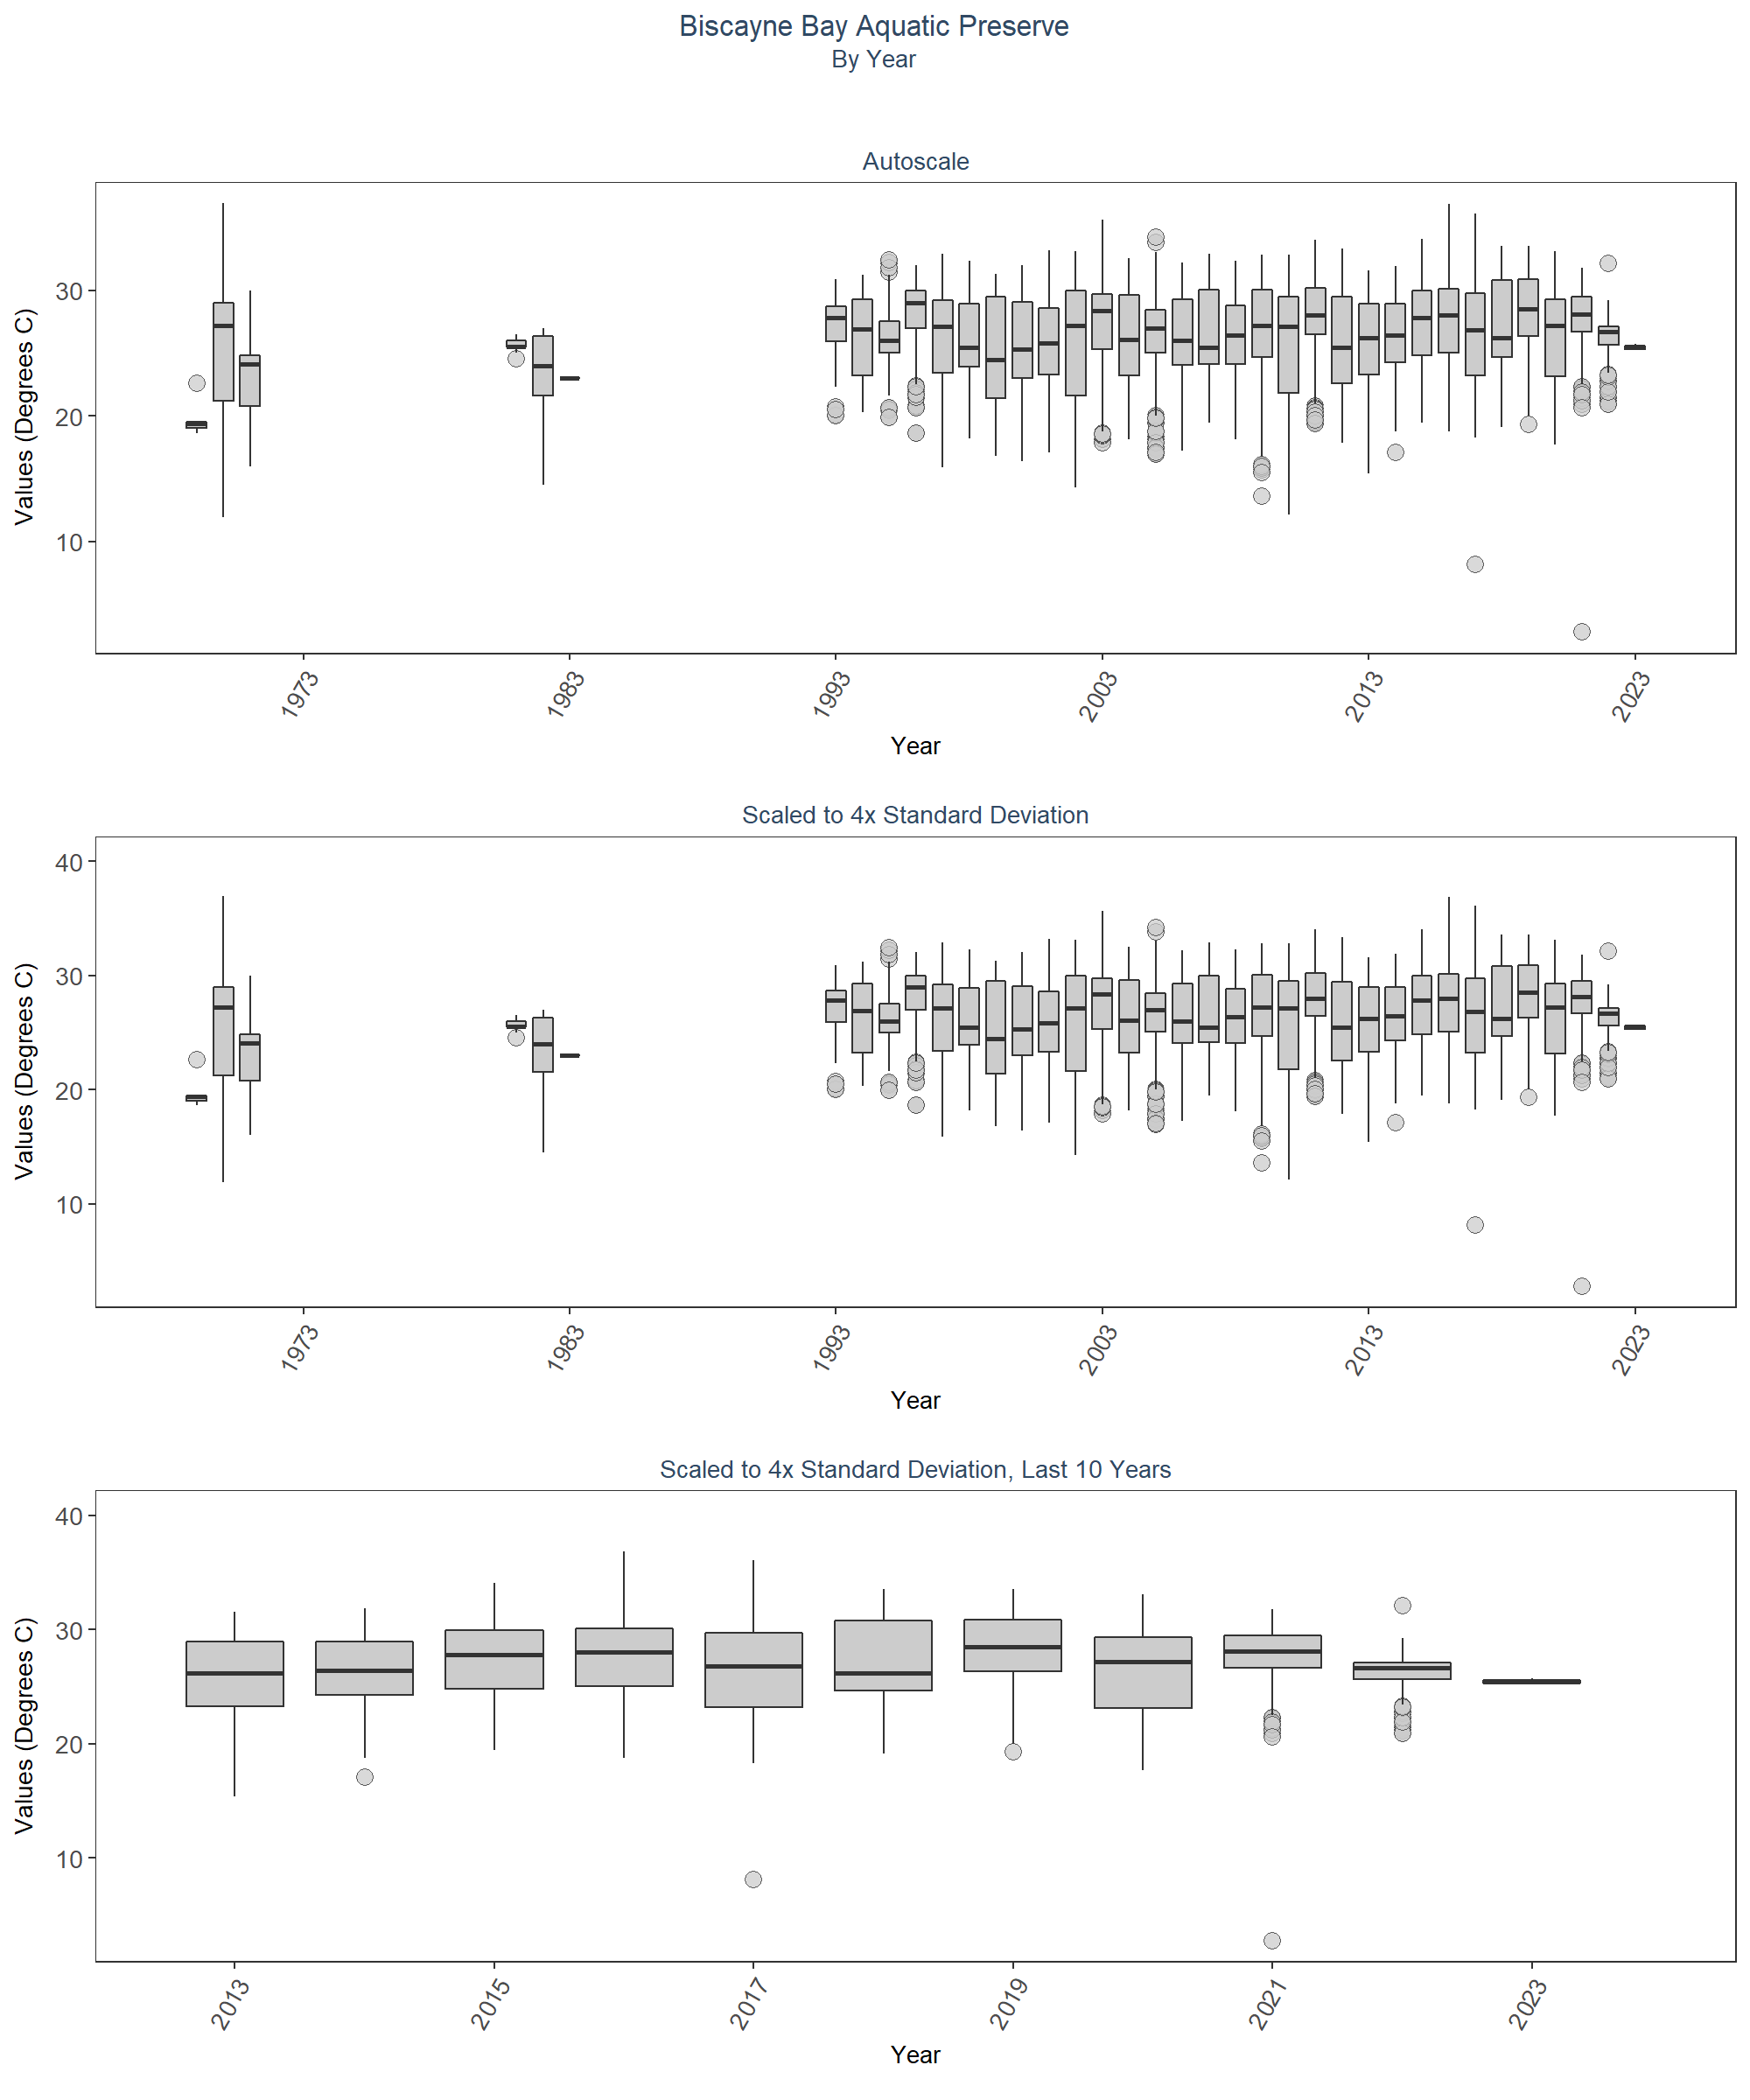 Biscayne Bay Aquatic Preserve
By Year
Autoscale
Values (Degrees C)
30
20
10
1973
1983
1993
2003
2013
2023
Year
Scaled to 4x Standard Deviation
Values (Degrees C)
40
30
20
10
1973
1983
1993
2003
2013
2023
Year
Scaled to 4x Standard Deviation, Last 10 Years
Values (Degrees C)
40
30
20
10
2013
2015
2017
2019
2021
2023
Year